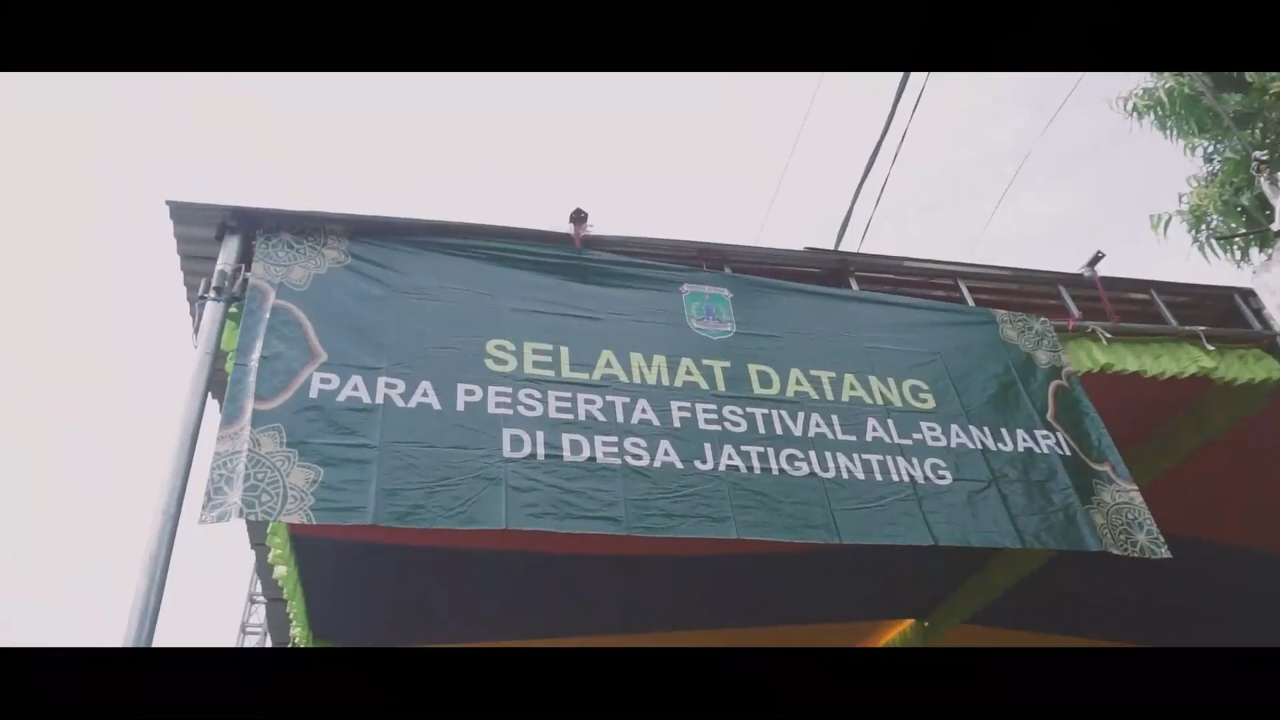 SELAMAT DATANG
PARA PESERTA FESTIVAL AL-BANJARI
DI DESA JATIGUNTING